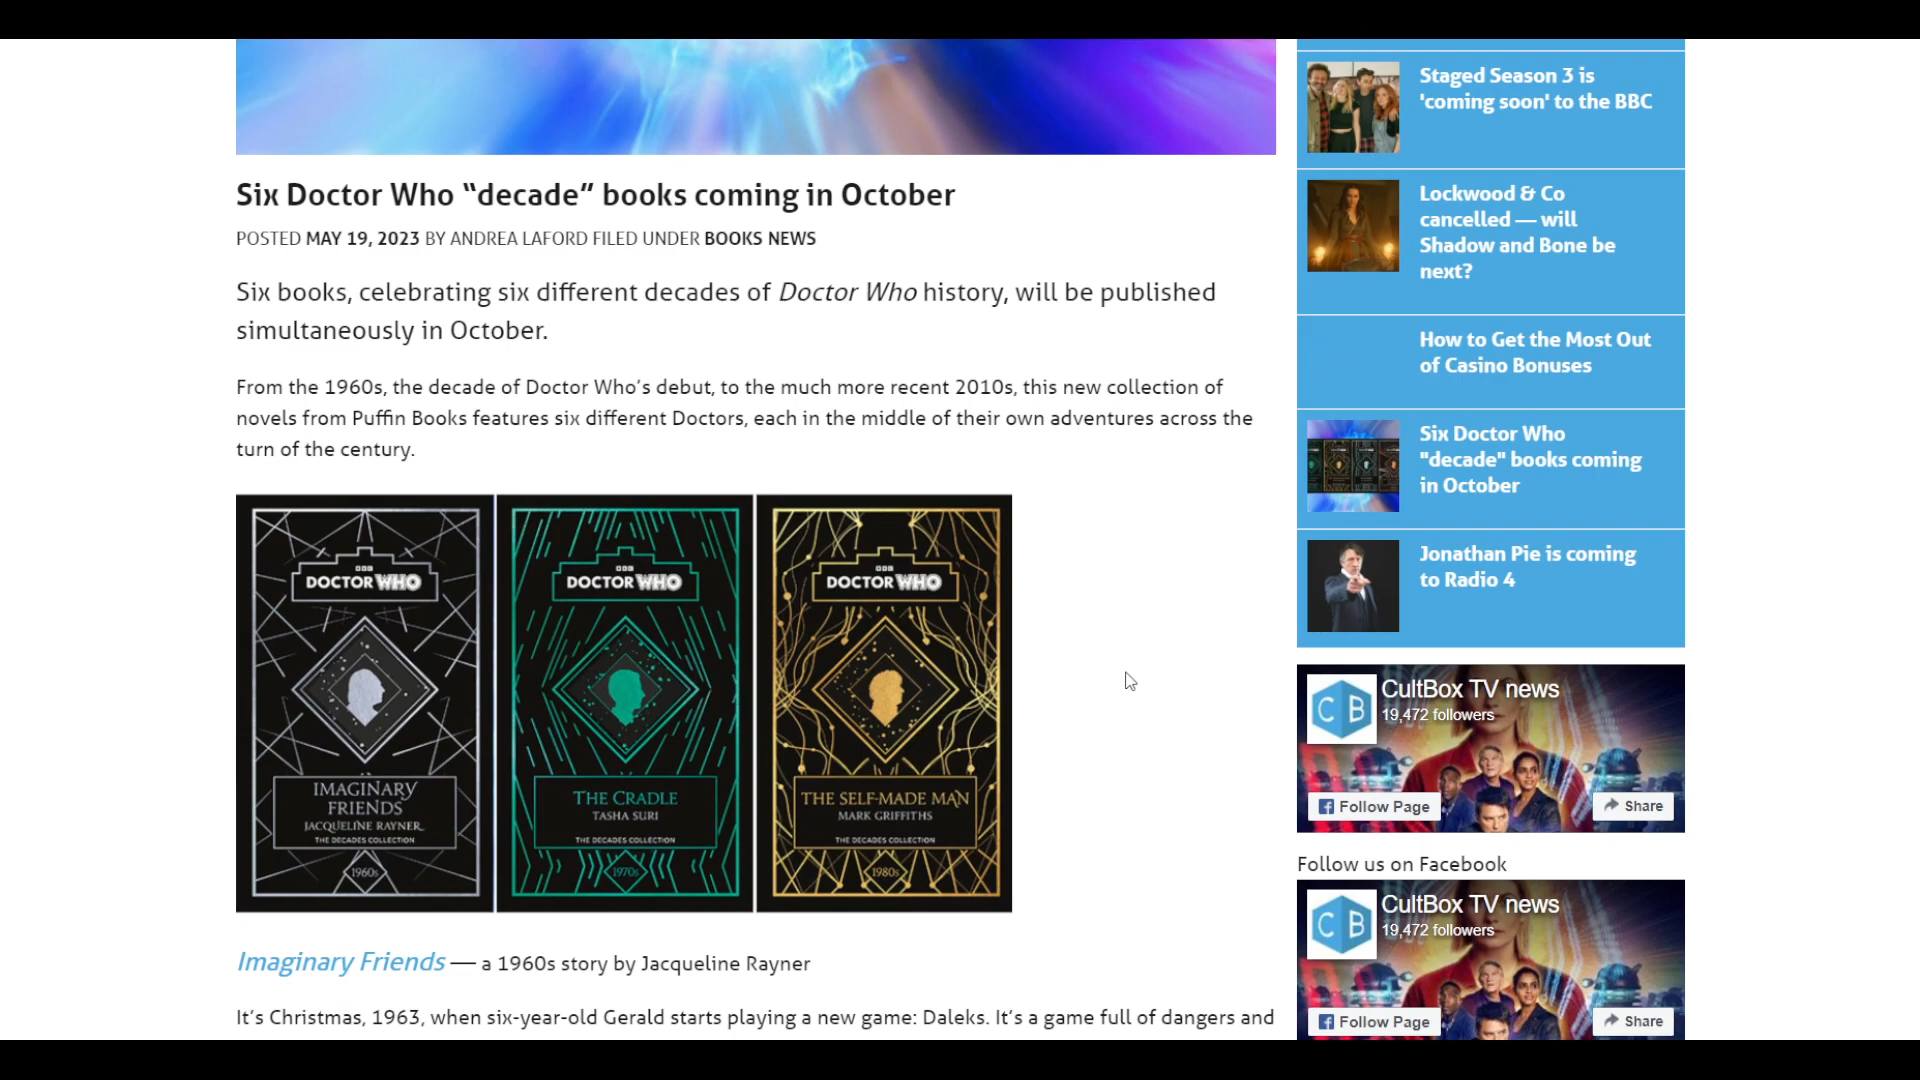 Six Doctor Who “decade” books coming in October
POSTED MAY 19, 2023 BY ANDREA LAFORD FILED UNDER BOOKS NEWS
Six books, celebrating six different decades of Doctor Who history, will be published
simultaneously in October.
From the 1960s, the decade of Doctor Who’s debut, to the much more recent 2010s, this new collection of
novels from Puffin Books features six different Doctors, each in the middle of their own adventures across the
turn of the century.
BBC
DOCTOR WHO
IMAGINARY
FRIENDS
JACQUELINE RAYNER
THE DECADES COLLECTION
1960s
BBC
DOCTOR WHO
THE CRADLE
TASHA SURI
THE DECADES COLLECTION
1970s
BBC
DOCTOR WHO
THE SELF-MADE MAN
MARK GRIFFITHS
THE DECADES COLLECTION
1980s
Imaginary Friends — a 1960s story by Jacqueline Rayner
It’s Christmas, 1963, when six-year-old Gerald starts playing a new game: Daleks. It’s a game full of dangers and
Staged Season 3 is
'coming soon' to the BBC
Lockwood & Co
cancelled — will
Shadow and Bone be
next?
How to Get the Most Out
of Casino Bonuses
Six Doctor Who
"decade" books coming
in October
Jonathan Pie is coming
to Radio 4
CB
CultBox TV news
19,472 followers
Follow Page
Share
Follow us on Facebook
CB
CultBox TV news
19,472 followers
Follow Page
Share